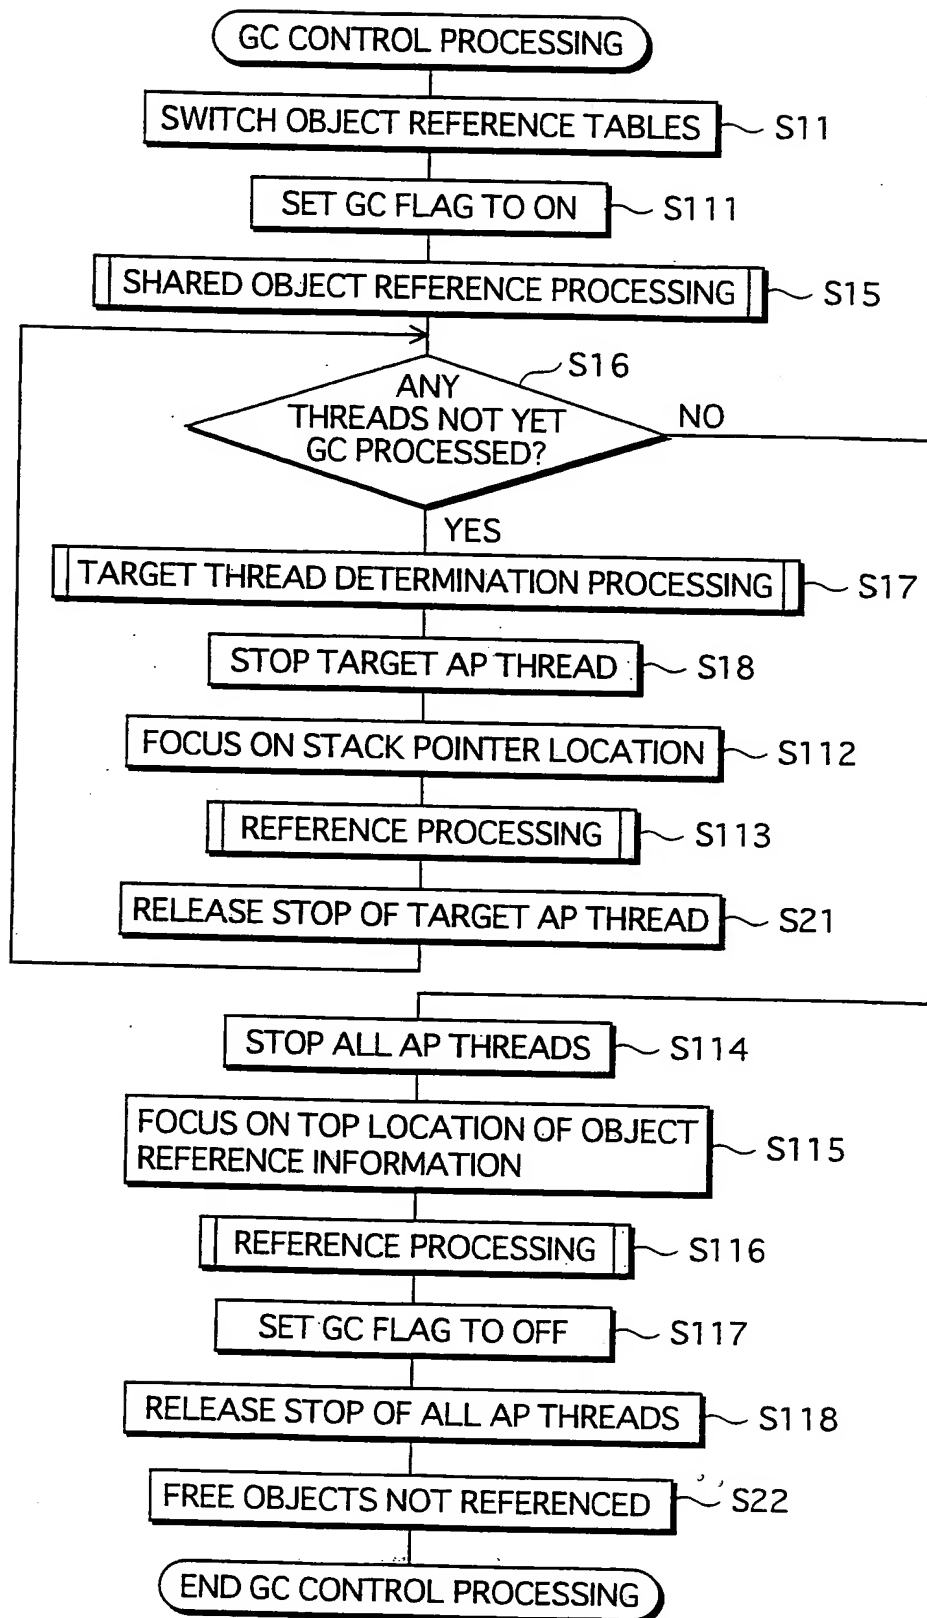 GC CONTROL PROCESSING
SWITCH OBJECT REFERENCE TABLES
S11
SET GC FLAG TO ON
S111
SHARED OBJECT REFERENCE PROCESSING
S15
S16
ANY
THREADS NOT YET
GC PROCESSED?
NO
YES
TARGET THREAD DETERMINATION PROCESSING
S17
STOP TARGET AP THREAD
S18
FOCUS ON STACK POINTER LOCATION
S112
REFERENCE PROCESSING
S113
RELEASE STOP OF TARGET AP THREAD
S21
STOP ALL AP THREADS
S114
FOCUS ON TOP LOCATION OF OBJECT
REFERENCE INFORMATION
S115
REFERENCE PROCESSING
S116
SET GC FLAG TO OFF
S117
RELEASE STOP OF ALL AP THREADS
S118
FREE OBJECTS NOT REFERENCED
S22
END GC CONTROL PROCESSING